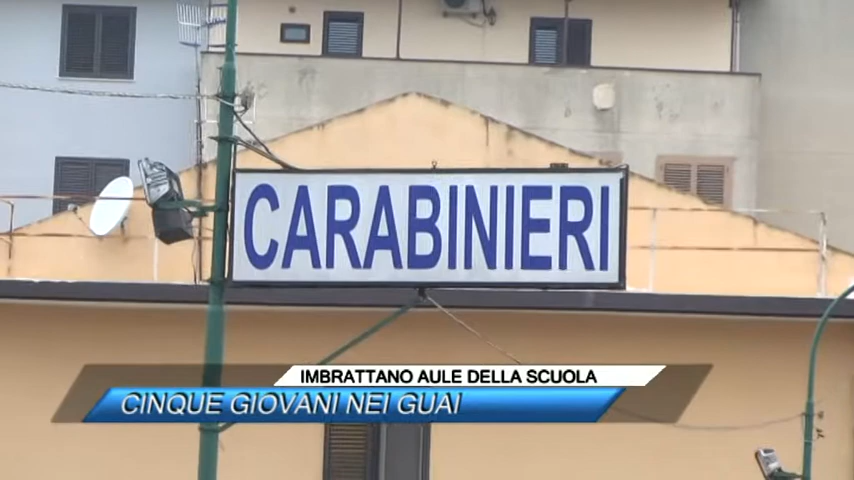 CARABINIERI
IMBRATTANO AULE DELLA SCUOLA
CINQUE GIOVANI NEI GUAI